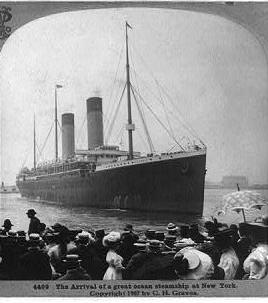 4409 The Arrival of a great ocean steamship at New York.
Copyright 1907 by C. H. Graves.